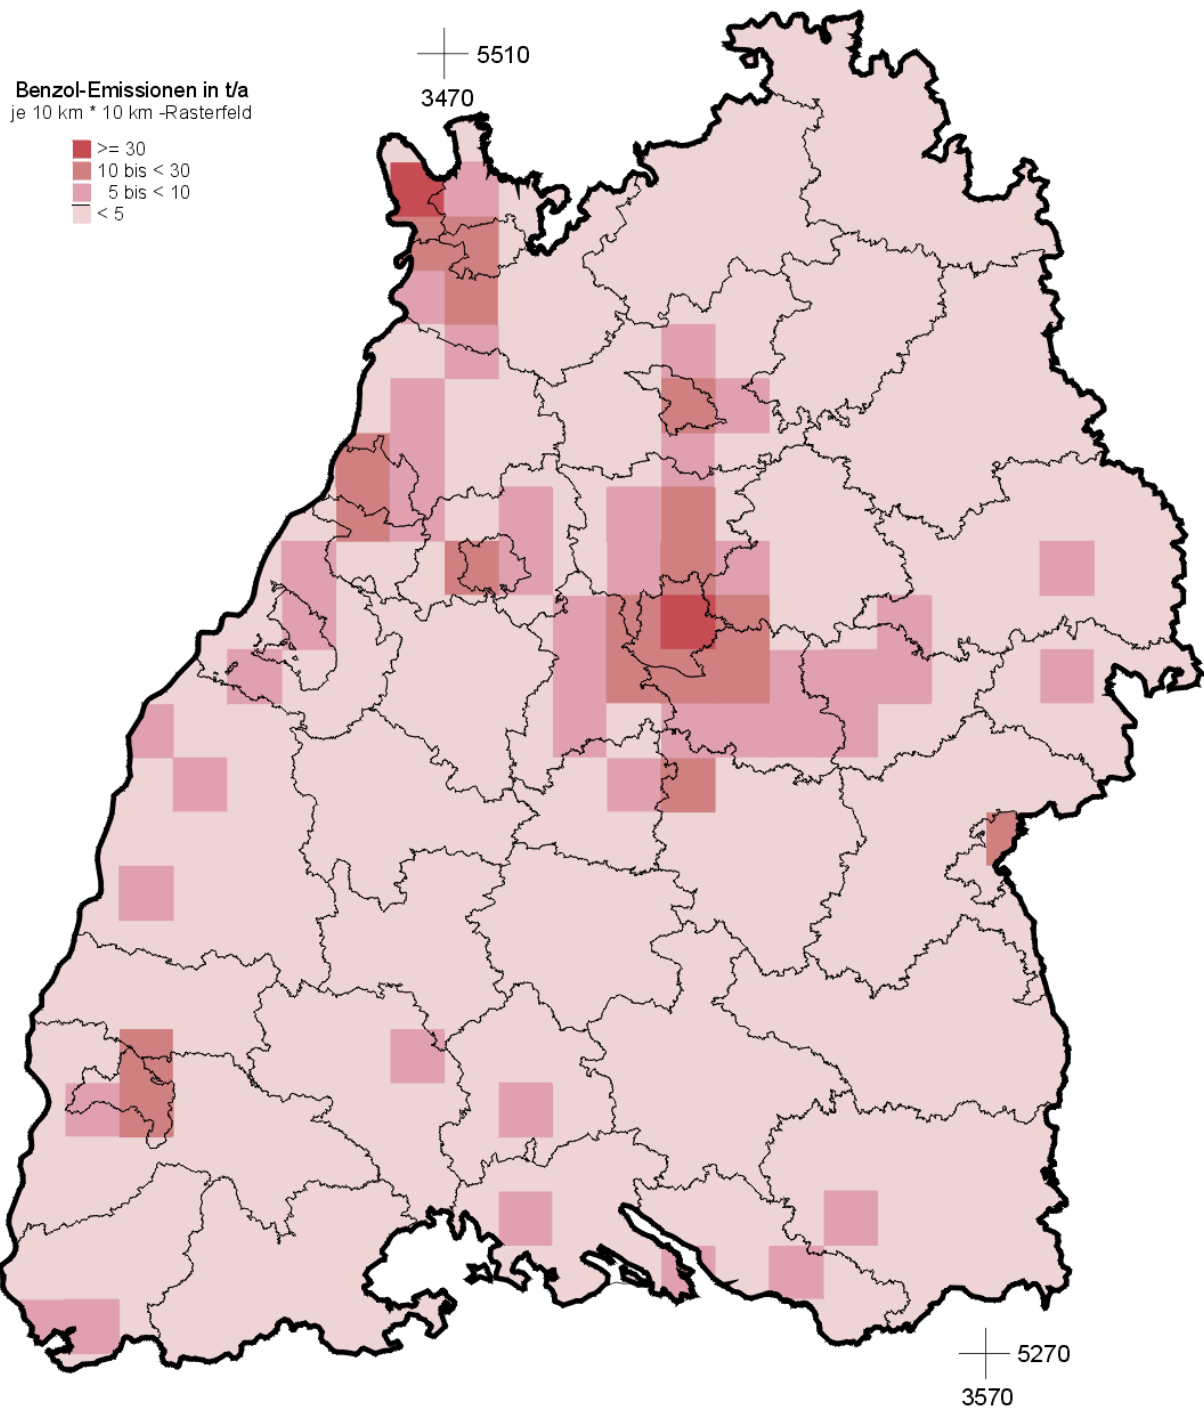 Benzol-Emissionen in t/a
je 10 km * 10 km -Rasterfeld
>= 30
10 bis < 30
5 bis < 10
< 5
5510
3470
5270
3570